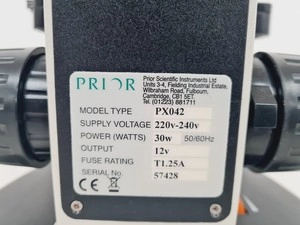 PRIOR
Prior Scientific Instruments Ltd
Units 3-4, Fielding Industrial Estate,
Wilbraham Road, Fulbourn,
Cambridge, CB1 5ET.
Tel (01223) 881711
MODEL TYPE PX042
SUPPLY VOLTAGE 220v-240v
POWER (WATTS) 30w 50/60Hz
OUTPUT 12v
FUSE RATING T1.25A
SERIAL No. 57428
CE